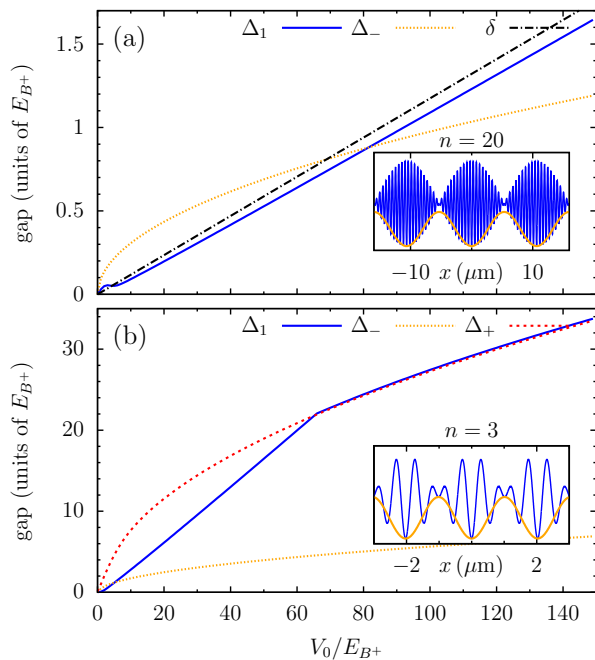 (a) Δ₁ Δ₋ δ
gap (units of E_{B⁺})
1.5
1
0.5
0
n = 20
−10 x (μm) 10
(b) Δ₁ Δ₋ Δ₊
gap (units of E_{B⁺})
30
20
10
0
n = 3
−2 x (μm) 2
0 20 40 60 80 100 120 140
V₀/E_{B⁺}